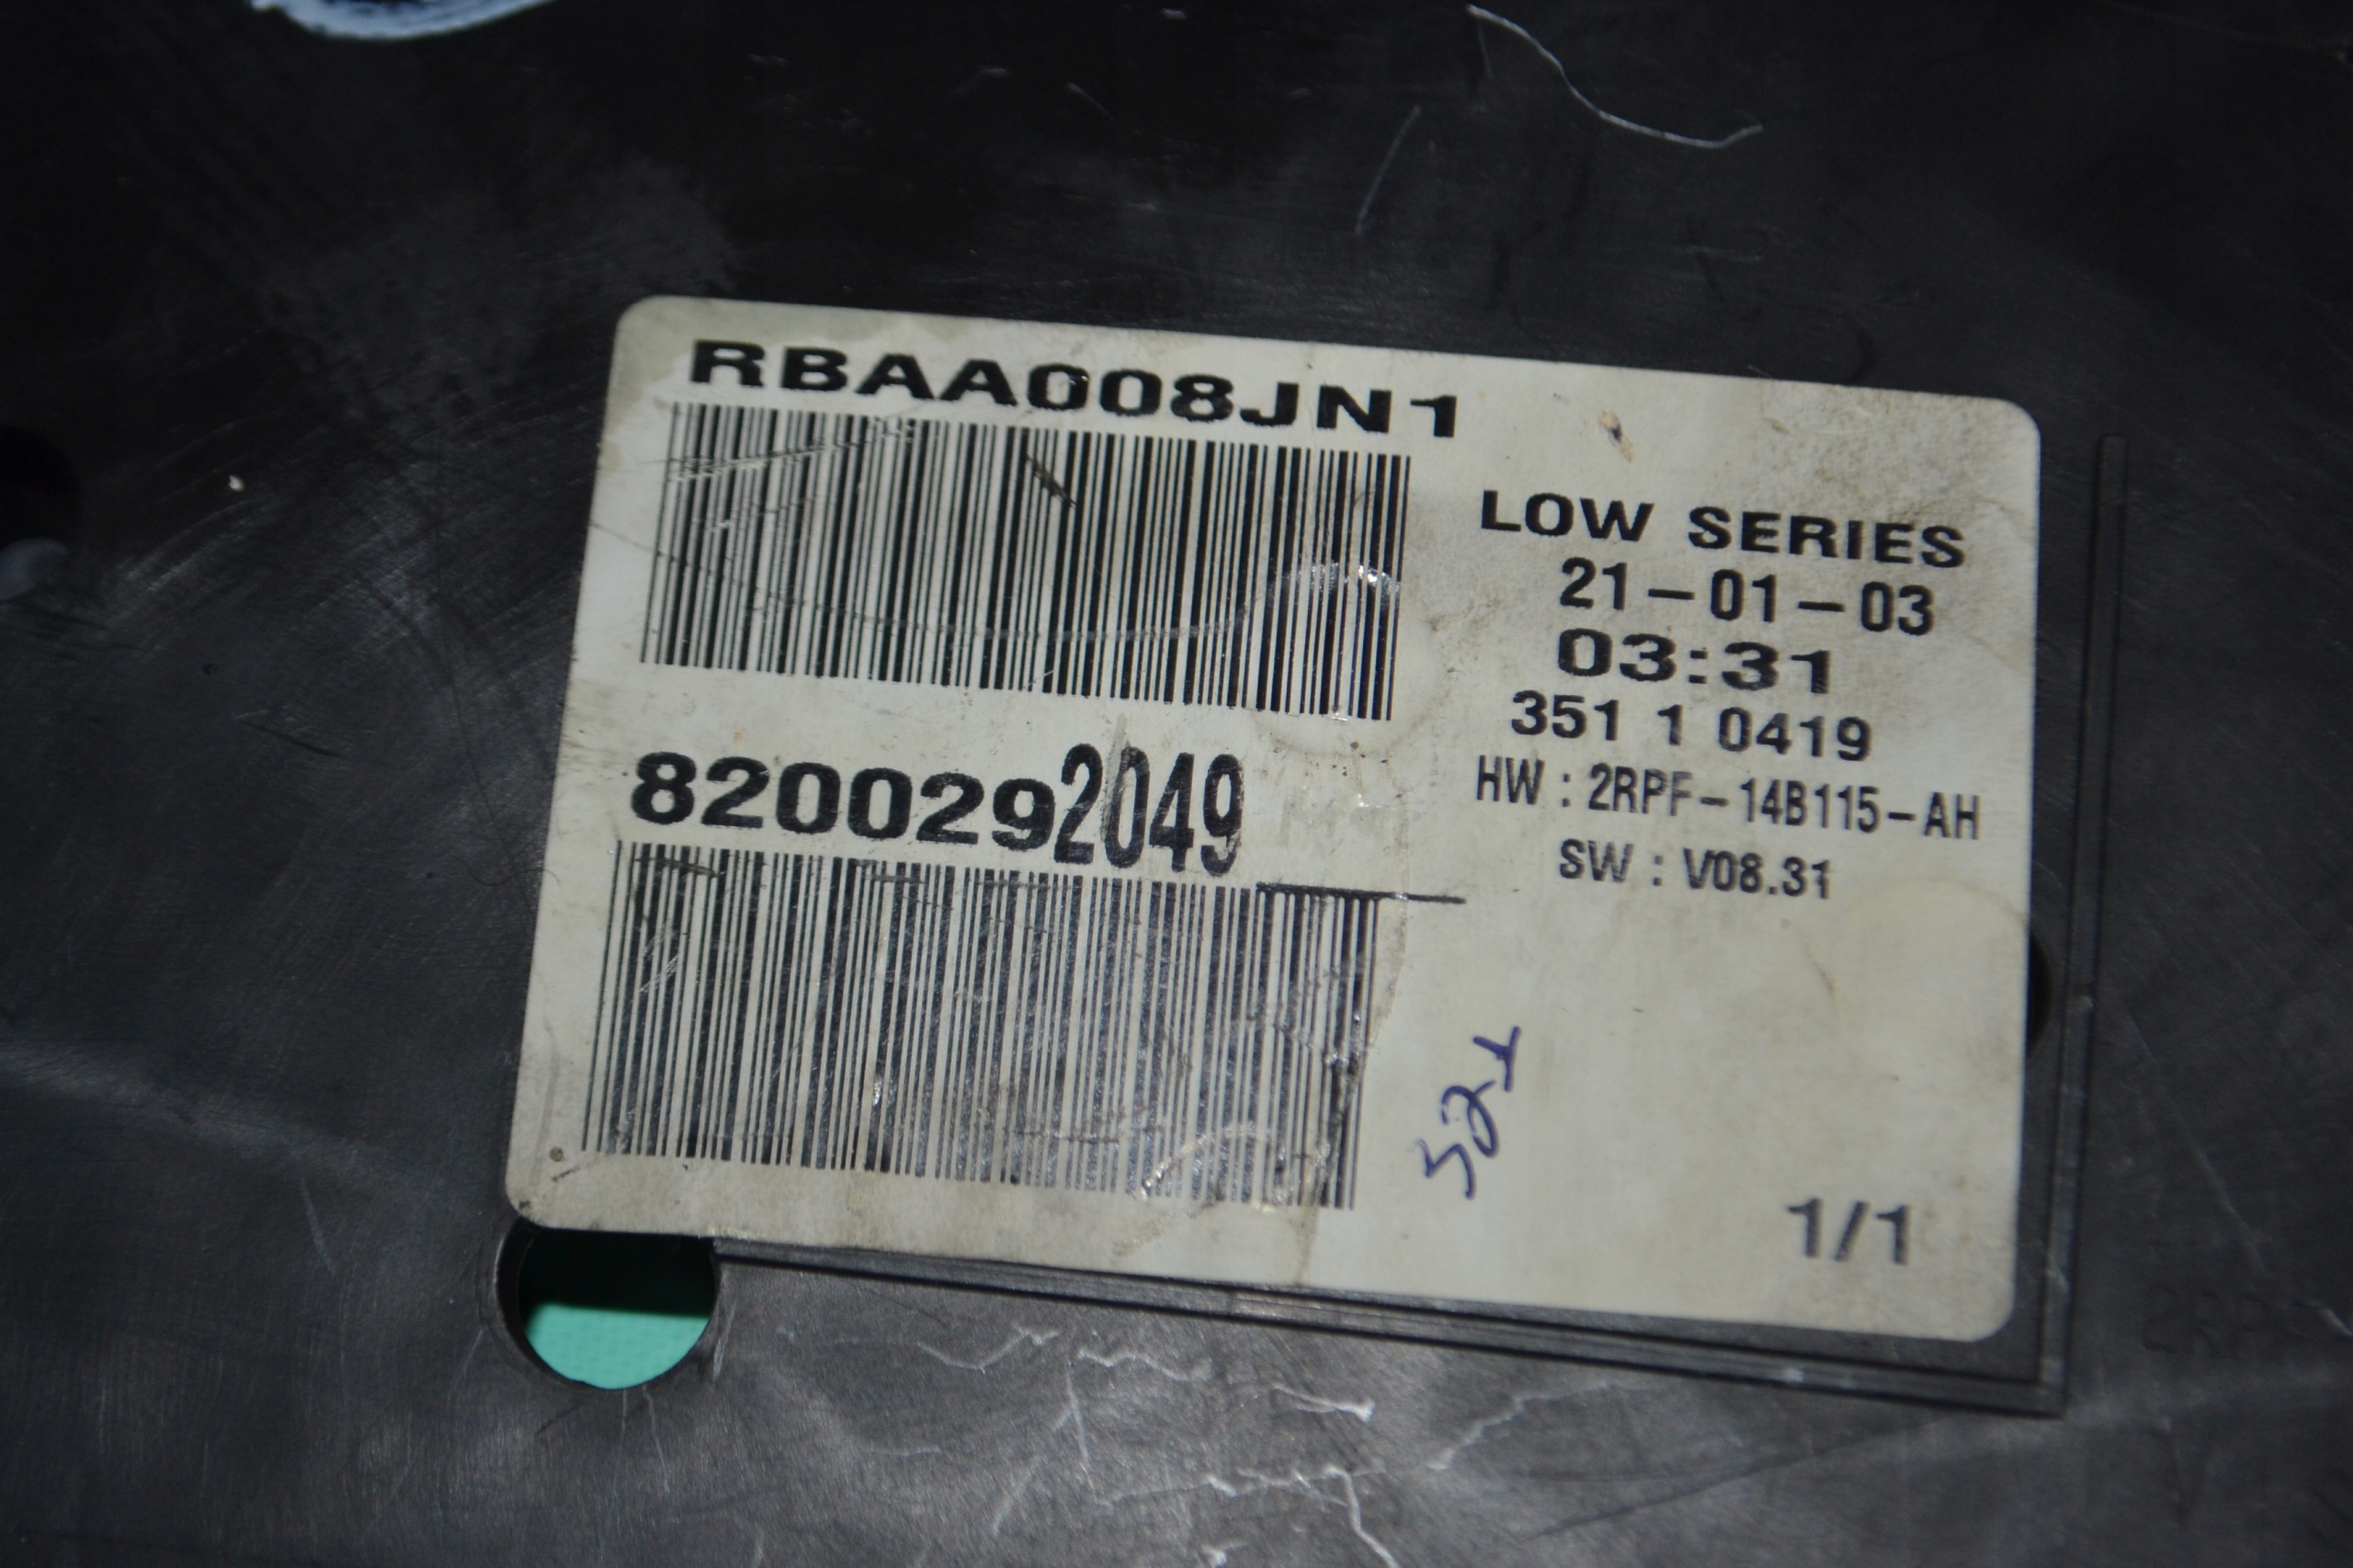 RBAA008JN1
LOW SERIES
21-01-03
03:31
351 1 0419
HW : 2RPF-14B115-AH
SW : V08.31
8200292049
521
1/1